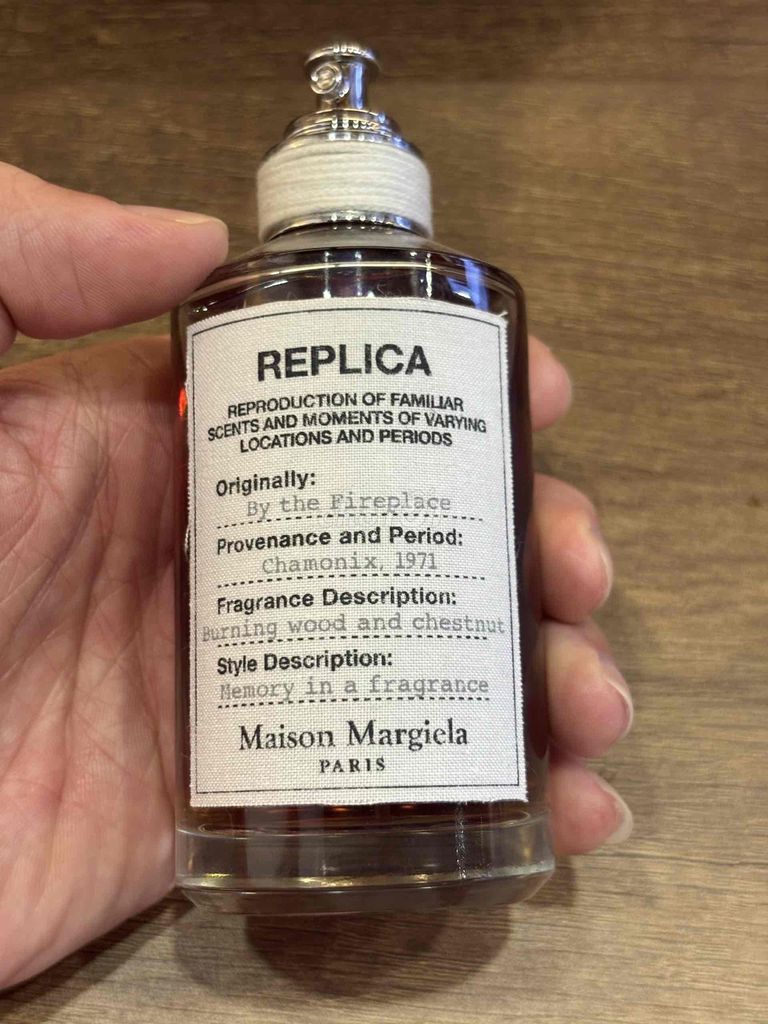 REPLICA
REPRODUCTION OF FAMILIAR
SCENTS AND MOMENTS OF VARYING
LOCATIONS AND PERIODS
Originally:
By the Fireplace
Provenance and Period:
Chamonix, 1971
Fragrance Description:
Burning wood and chestnut
Style Description:
Memory in a fragrance
Maison Margiela
PARIS